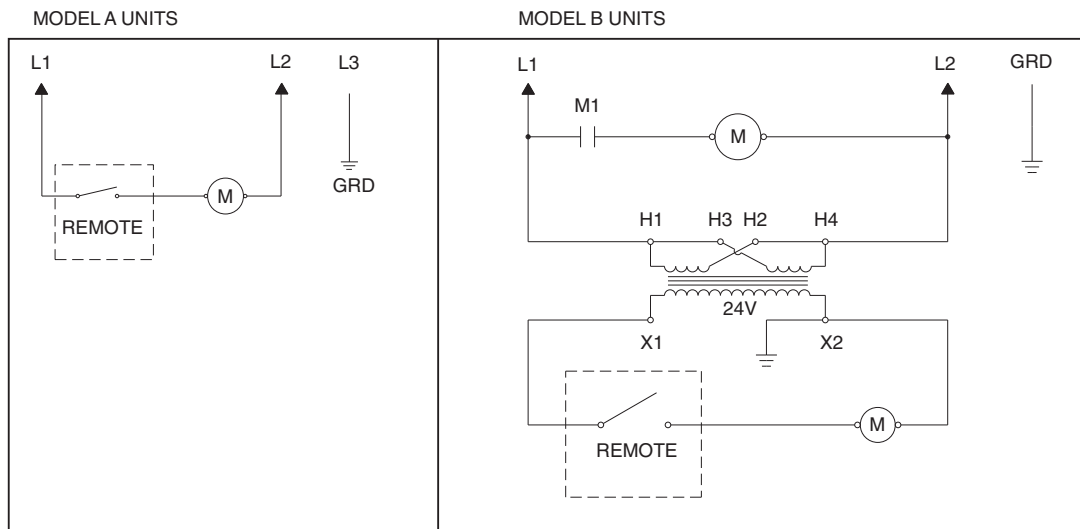 MODEL A UNITS
L1 L2 L3
GRD
M
REMOTE
MODEL B UNITS
L1 L2 GRD
M1
M
H1 H3 H2 H4
24V
X1 X2
M
REMOTE